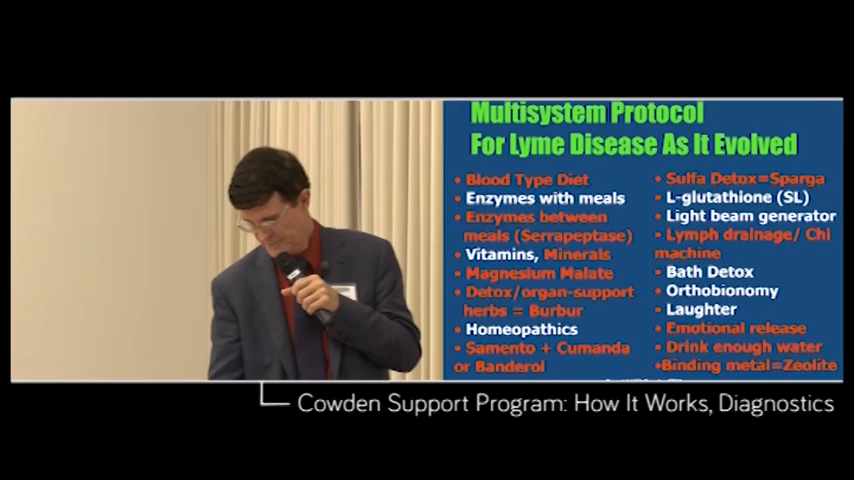 Multisystem Protocol
For Lyme Disease As It Evolved
• Blood Type Diet
Enzymes with meals
• Enzymes between
meals (Serrapeptase)
• Vitamins, Minerals
• Magnesium Malate
• Detox/organ-support
herbs = Burbur
• Homeopathics
• Samento + Cumanda
or Banderol
• Sulfa Detox=Sparga
• L-glutathione (SL)
• Light beam generator
• Lymph drainage/ Chi
machine
• Bath Detox
• Orthobionomy
• Laughter
• Emotional release
• Drink enough water
•Binding metal=Zeolite
Cowden Support Program: How It Works, Diagnostics